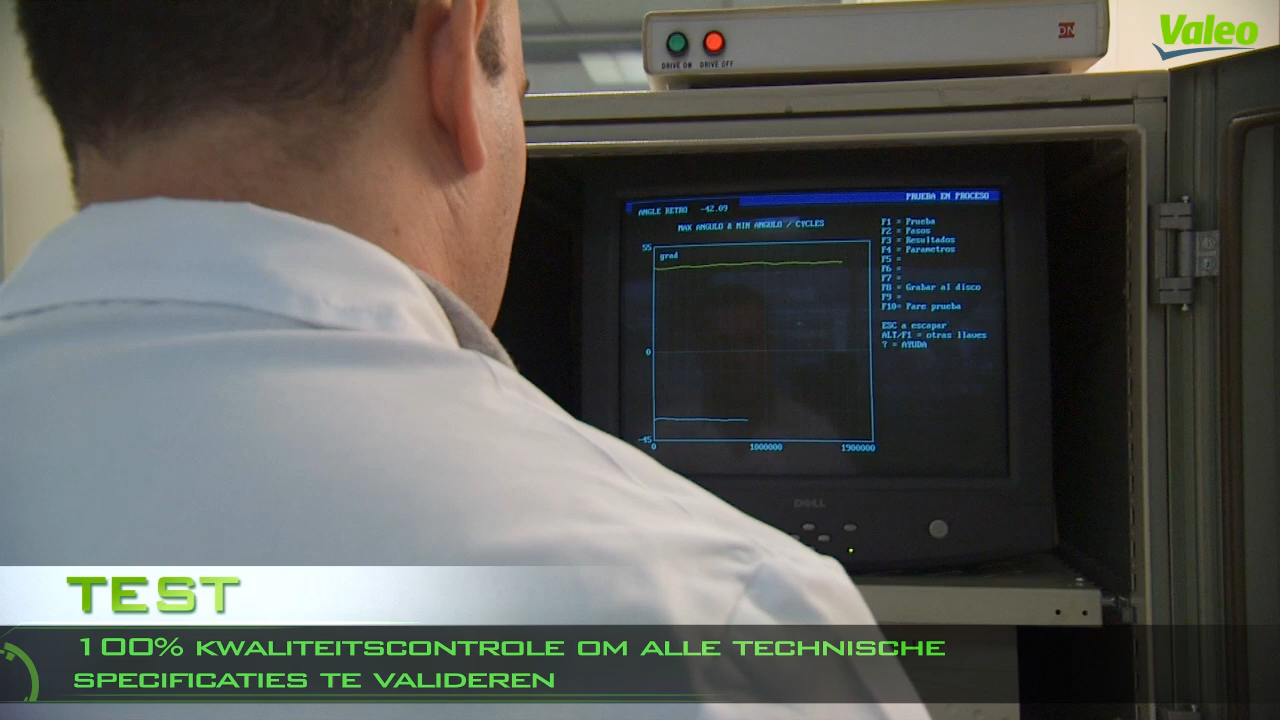 Valeo
DRIVE ON DRIVE OFF
PRUEBA EN PROCESO
ANGLE RETRO -42.09
MAX ANGULO & MIN ANGULO / CYCLES
55
grad
0
-45
0 1000000 1900000
F1 = Prueba
F2 = Pasos
F3 = Resultados
F4 = Parametros
F5 =
F6 =
F7 =
F8 = Grabar al disco
F9 =
F10= Pare prueba
ESC a escapar
ALT/F1 = otras llaves
? = AYUDA
DELL
TEST
100% KWALITEITSCONTROLE OM ALLE TECHNISCHE
SPECIFICATIES TE VALIDEREN